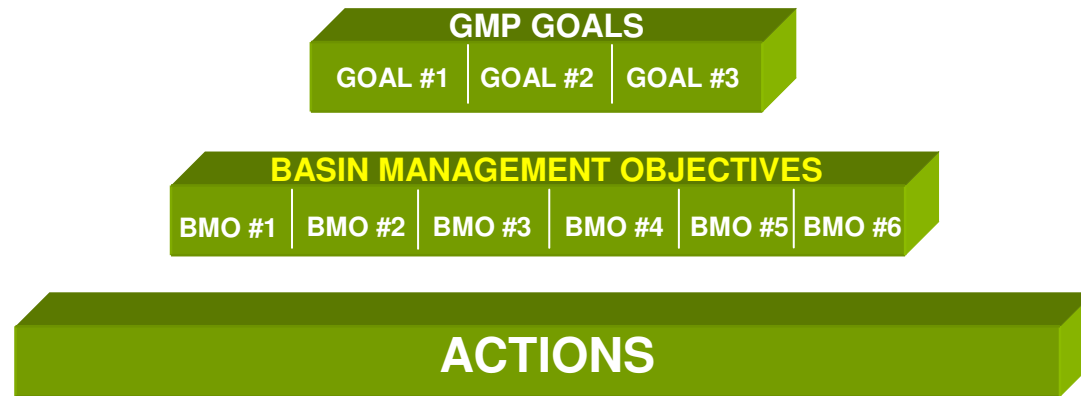 GMP GOALS
GOAL #1 GOAL #2 GOAL #3
BASIN MANAGEMENT OBJECTIVES
BMO #1 BMO #2 BMO #3 BMO #4 BMO #5 BMO #6
ACTIONS